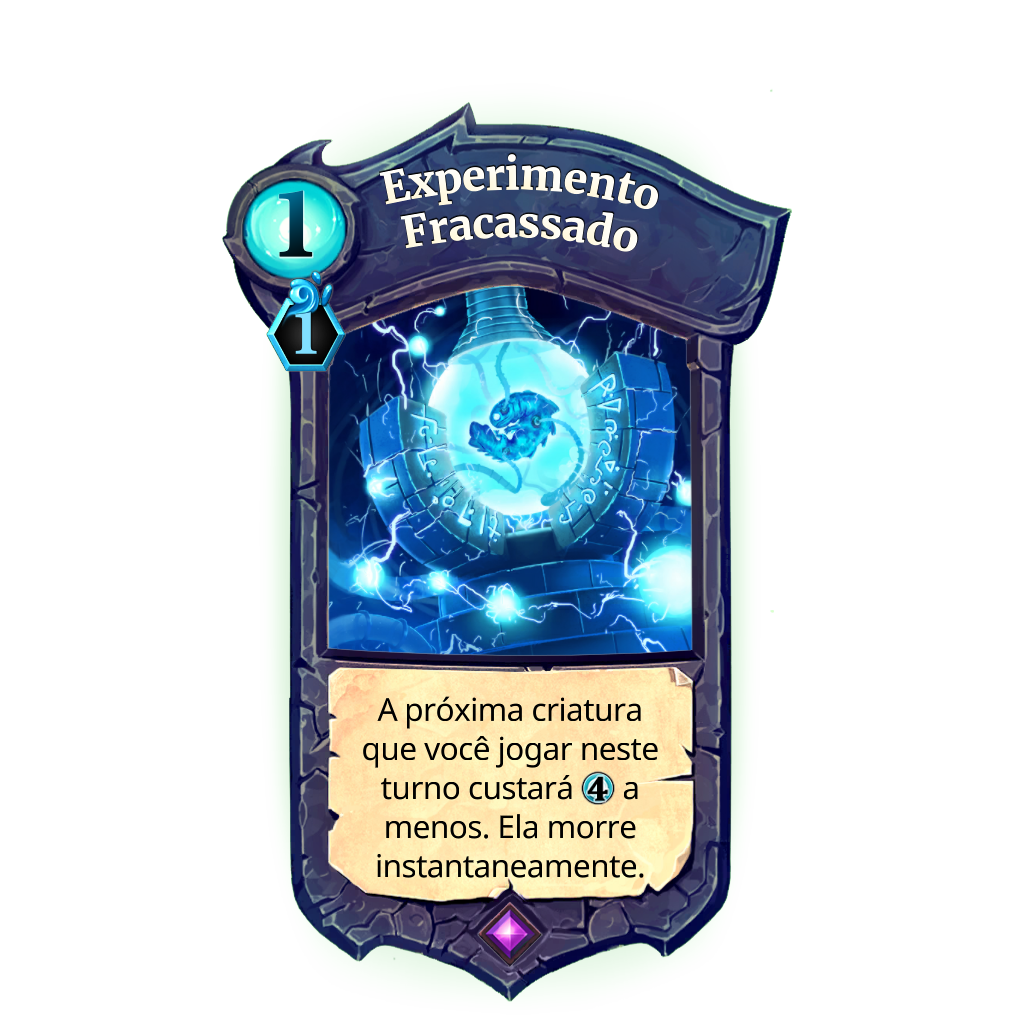 Experimento
Fracassado
1
1
A próxima criatura
que você jogar neste
turno custará 4 a
menos. Ela morre
instantaneamente.